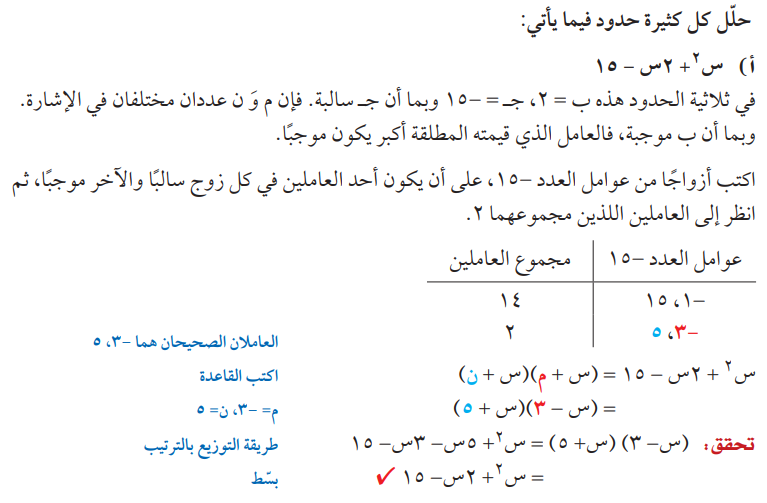 حلّل كل كثيرة حدود فيما يأتي:
أ) س٢ + ٢س – ١٥
في ثلاثية الحدود هذه ب = ٢، جـ = –١٥ وبما أن جـ سالبة. فإن م وَ ن عددان مختلفان في الإشارة.
وبما أن ب موجبة، فالعامل الذي قيمته المطلقة أكبر يكون موجبًا.
اكتب أزواجًا من عوامل العدد –١٥، على أن يكون أحد العاملين في كل زوج سالبًا والآخر موجبًا، ثم
انظر إلى العاملين اللذين مجموعهما ٢.
عوامل العدد –١٥ مجموع العاملين
–١، ١٥ ١٤
–٣، ٥ ٢ العاملان الصحيحان هما –٣، ٥
س٢ + ٢س – ١٥ = (س + م)(س + ن) اكتب القاعدة
= (س – ٣)(س + ٥) م= –٣، ن= ٥
تحقق: (س– ٣) (س+ ٥) = س٢+ ٥س– ٣س– ١٥ طريقة التوزيع بالترتيب
= س٢+ ٢س– ١٥ ✓ بسّط